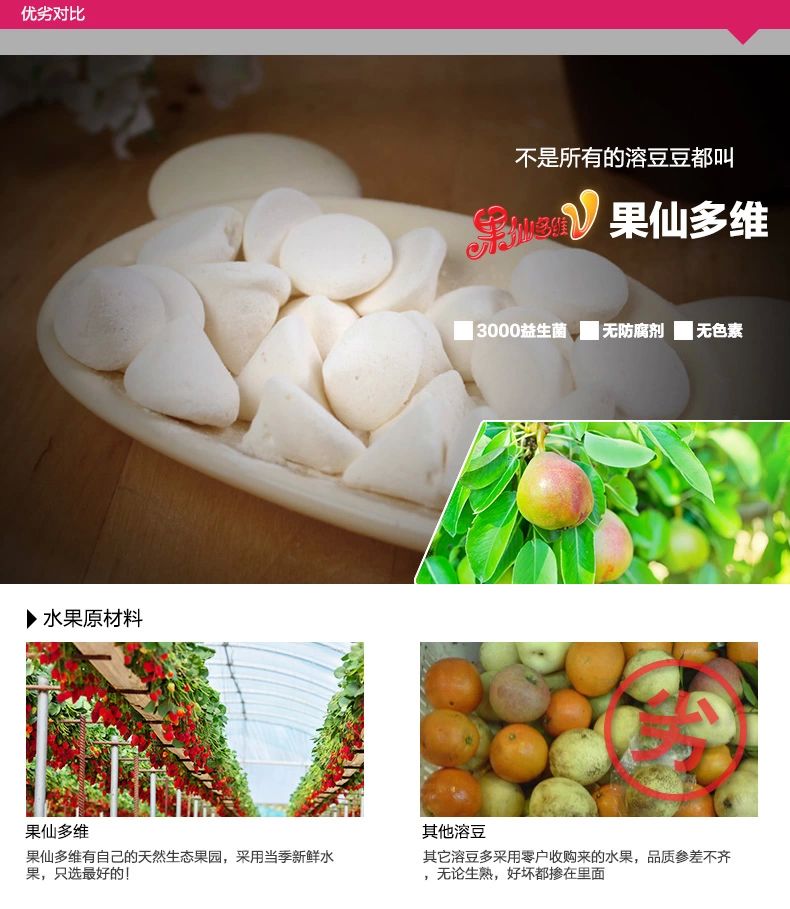 优劣对比
不是所有的溶豆豆都叫
果仙多维V 果仙多维
3000益生菌 无防腐剂 无色素
水果原材料
劣
果仙多维
其他溶豆
果仙多维有自己的天然生态果园，采用当季新鲜水
果，只选最好的！
其它溶豆多采用零户收购来的水果，品质参差不齐
，无论生熟，好坏都掺在里面